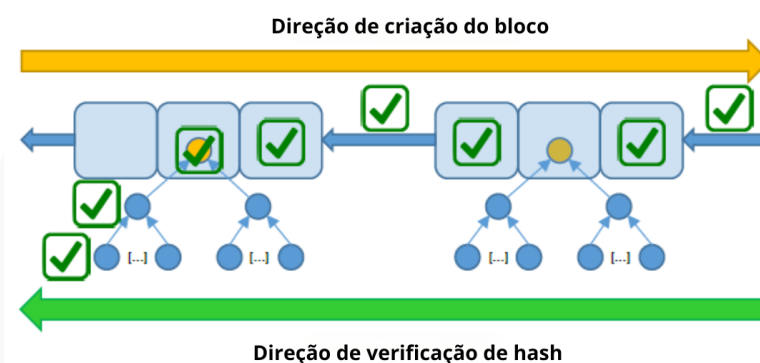 Direção de criação do bloco
[...]
[...]
[...]
[...]
Direção de verificação de hash